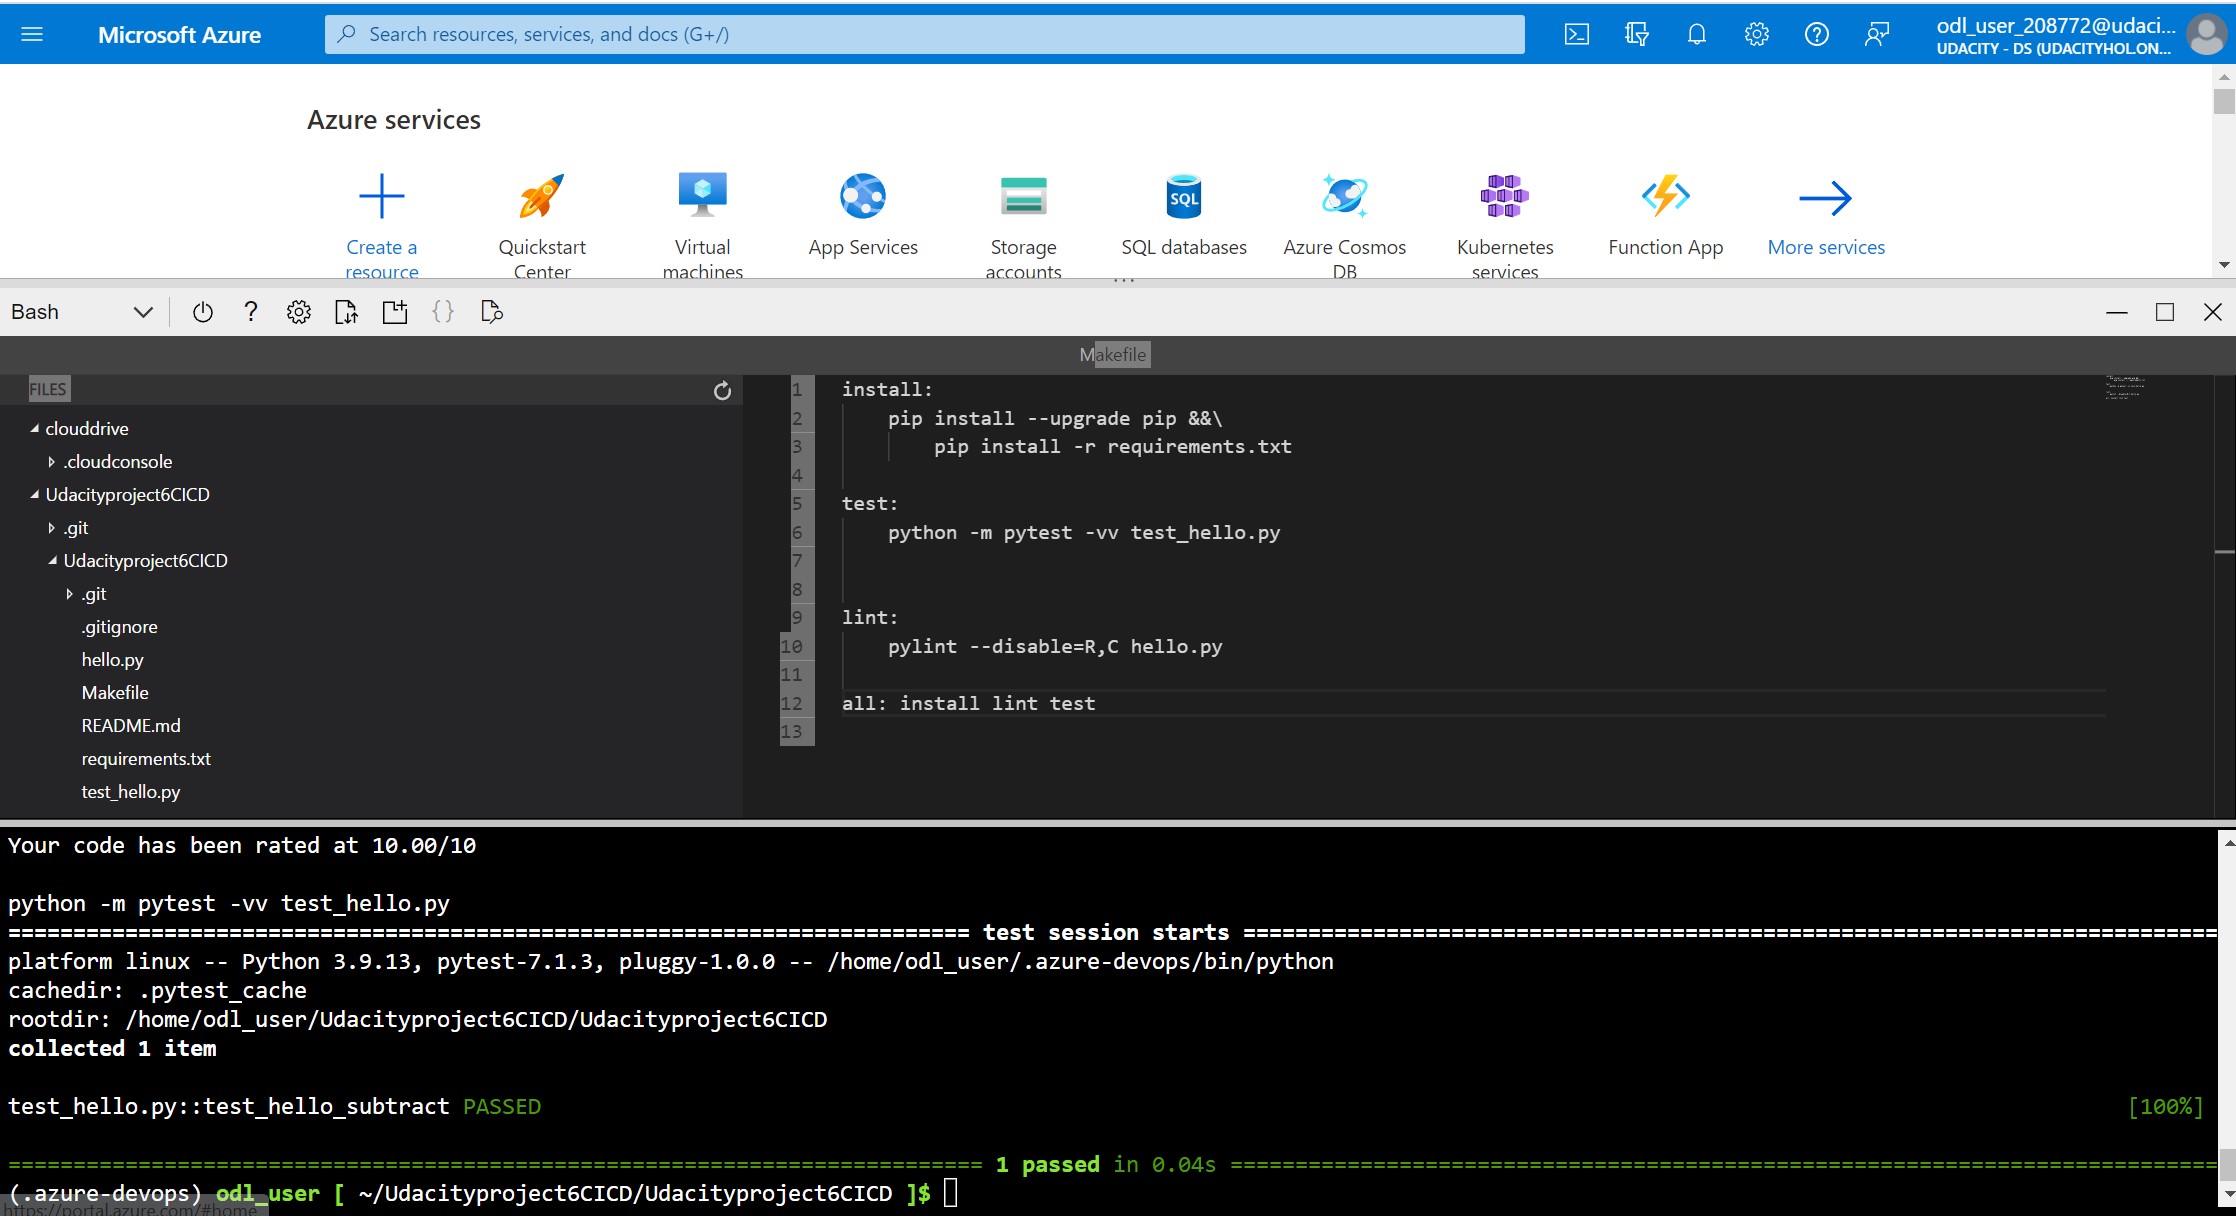 Microsoft Azure
Search resources, services, and docs (G+/)
odl_user_208772@udaci...
UDACITY - DS (UDACITYHOL.ON...
Azure services
Create a resource
Quickstart Center
Virtual machines
App Services
Storage accounts
SQL
SQL databases
Azure Cosmos DB
Kubernetes services
Function App
More services
Bash
Makefile
FILES
clouddrive
.cloudconsole
Udacityproject6CICD
.git
Udacityproject6CICD
.git
.gitignore
hello.py
Makefile
README.md
requirements.txt
test_hello.py
1 install:
2 pip install --upgrade pip &&\
3 pip install -r requirements.txt
4
5 test:
6 python -m pytest -vv test_hello.py
7
8
9 lint:
10 pylint --disable=R,C hello.py
11
12 all: install lint test
13
Your code has been rated at 10.00/10
python -m pytest -vv test_hello.py
========================================================================== test session starts ===========================================================================
platform linux -- Python 3.9.13, pytest-7.1.3, pluggy-1.0.0 -- /home/odl_user/.azure-devops/bin/python
cachedir: .pytest_cache
rootdir: /home/odl_user/Udacityproject6CICD/Udacityproject6CICD
collected 1 item
test_hello.py::test_hello_subtract PASSED [100%]
=========================================================================== 1 passed in 0.04s ============================================================================
(.azure-devops) odl_user [ ~/Udacityproject6CICD/Udacityproject6CICD ]$
https://portal.azure.com/#home